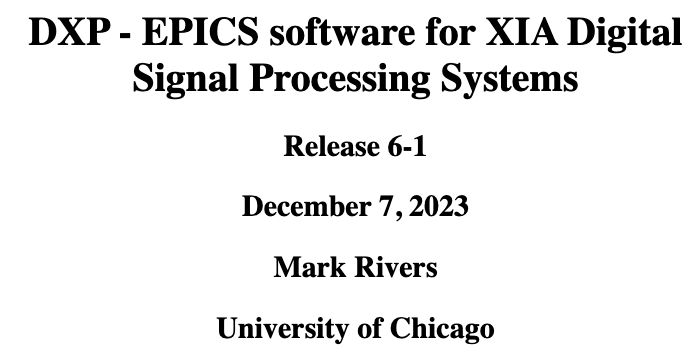 DXP - EPICS software for XIA Digital
Signal Processing Systems
Release 6-1
December 7, 2023
Mark Rivers
University of Chicago